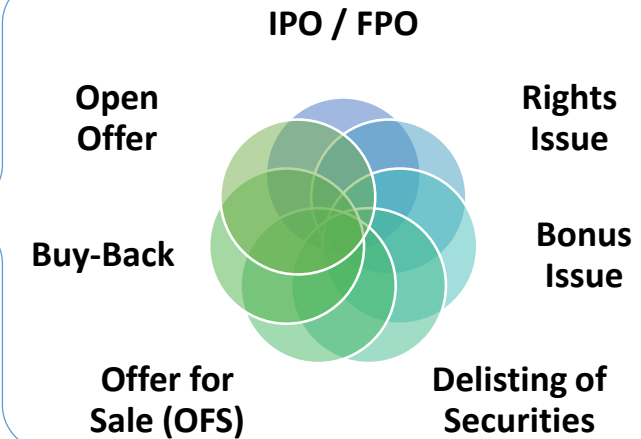 IPO / FPO
Open
Offer
Rights
Issue
Buy-Back
Bonus
Issue
Offer for
Sale (OFS)
Delisting of
Securities